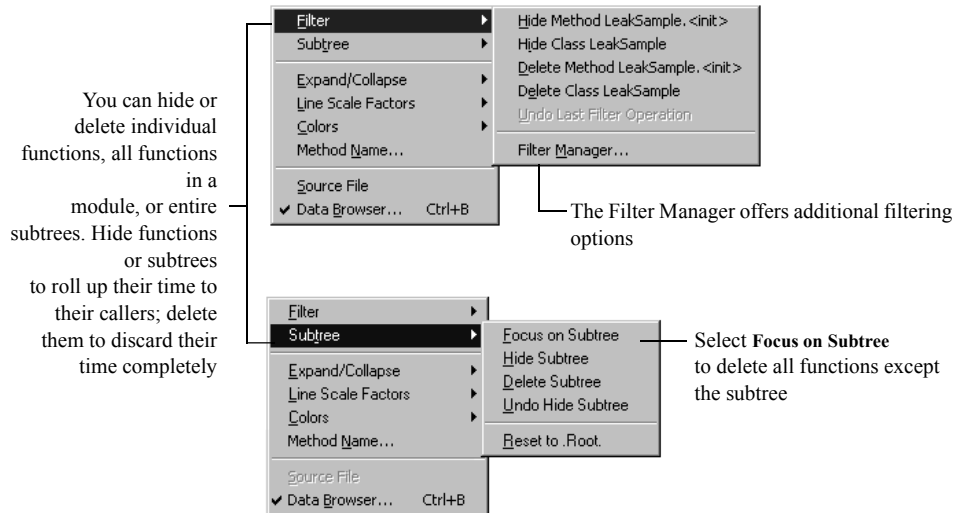 You can hide or
delete individual
functions, all functions
in a
module, or entire
subtrees. Hide functions
or subtrees
to roll up their time to
their callers; delete
them to discard their
time completely
Filter
Subtree
Expand/Collapse
Line Scale Factors
Colors
Method Name...
Source File
Data Browser... Ctrl+B
Hide Method LeakSample.<init>
Hide Class LeakSample
Delete Method LeakSample.<init>
Delete Class LeakSample
Undo Last Filter Operation
Filter Manager...
The Filter Manager offers additional filtering
options
Filter
Subtree
Expand/Collapse
Line Scale Factors
Colors
Method Name...
Source File
Data Browser... Ctrl+B
Focus on Subtree
Hide Subtree
Delete Subtree
Undo Hide Subtree
Reset to .Root.
Select Focus on Subtree
to delete all functions except
the subtree